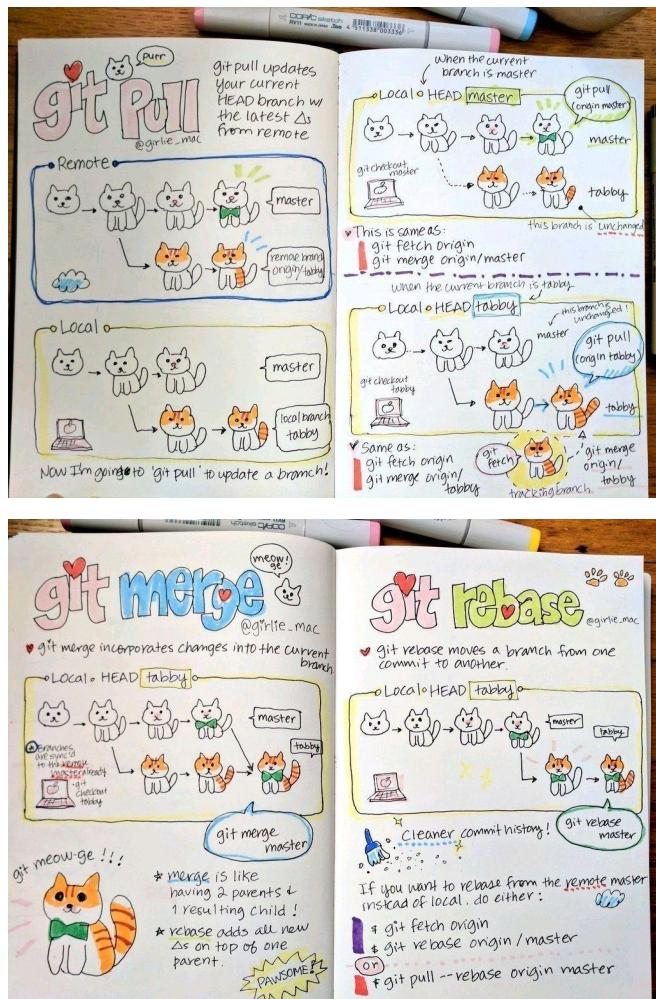 COPIC sketch
purr
git Pull
@girlie_mac
git pull updates
your current
HEAD branch w/
the latest Δs
from remote
Remote
master
remote branch
origin/tabby
Local
master
local branch
tabby
Now I'm going to 'git pull' to update a branch!
when the current
branch is master
Local HEAD master
git pull
(origin master)
master
git checkout
master
tabby
this branch is unchanged
This is same as:
git fetch origin
git merge origin/master
when the current branch is tabby
Local HEAD tabby
this branch is
unchanged!
master
git pull
(origin tabby)
git checkout
tabby
tabby
Same as:
git fetch origin
git merge origin/
tabby
git
fetch
git merge
origin/
tabby
tracking branch
git merge
meow!
ge
@girlie_mac
git merge incorporates changes into the current
branch.
Local HEAD tabby
master
tabby
Branches
are sync'd
to the remote
master already
git
checkout
tabby
git merge
master
git meow-ge !!!
merge is like
having 2 parents &
1 resulting child!
rebase adds all new
Δs on top of one
parent.
PAWSOME!
git rebase
@girlie_mac
git rebase moves a branch from one
commit to another.
Local HEAD tabby
master
tabby
git rebase
master
Cleaner commit history!
If you want to rebase from the remote master
instead of local, do either:
$ git fetch origin
$ git rebase origin/master
or
$ git pull --rebase origin master